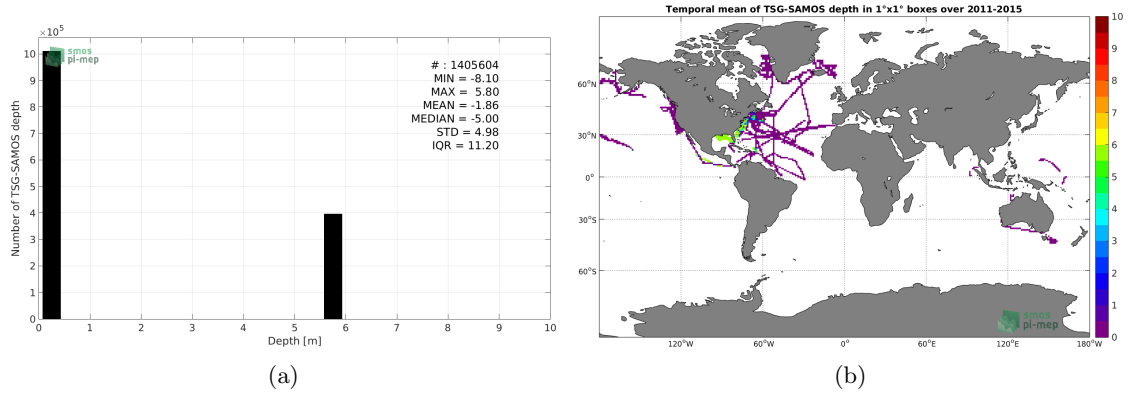 Temporal mean of TSG-SAMOS depth in 1°x1° boxes over 2011-2015
×10⁵
smos
pi-mep
# : 1405604
MIN = -8.10
MAX = 5.80
MEAN = -1.86
MEDIAN = -5.00
STD = 4.98
IQR = 11.20
Number of TSG-SAMOS depth
10
9
8
7
6
5
4
3
2
1
0
0 1 2 3 4 5 6 7 8 9 10
Depth [m]
(a)
60°N
30°N
0°
30°S
60°S
120°W 60°W 0° 60°E 120°E 180°W
smos
pi-mep
10
9
8
7
6
5
4
3
2
1
0
(b)